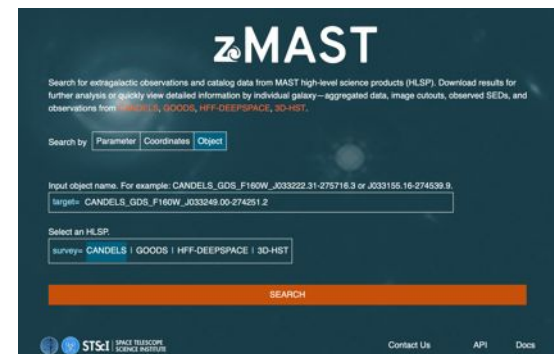 zMAST
Search for extragalactic observations and catalog data from MAST high-level science products (HLSP). Download results for
further analysis or quickly view detailed information by individual galaxy—aggregated data, image cutouts, observed SEDs, and
observations from CANDELS, GOODS, HFF-DEEPSPACE, 3D-HST.
Search by Parameter Coordinates Object
Input object name. For example: CANDELS_GDS_F160W_J033222.31-275716.3 or J033155.16-274539.9.
target= CANDELS_GDS_F160W_J033249.00-274251.2
Select an HLSP.
survey= CANDELS | GOODS | HFF-DEEPSPACE | 3D-HST
SEARCH
STScI | SPACE TELESCOPE
SCIENCE INSTITUTE
Contact Us API Docs